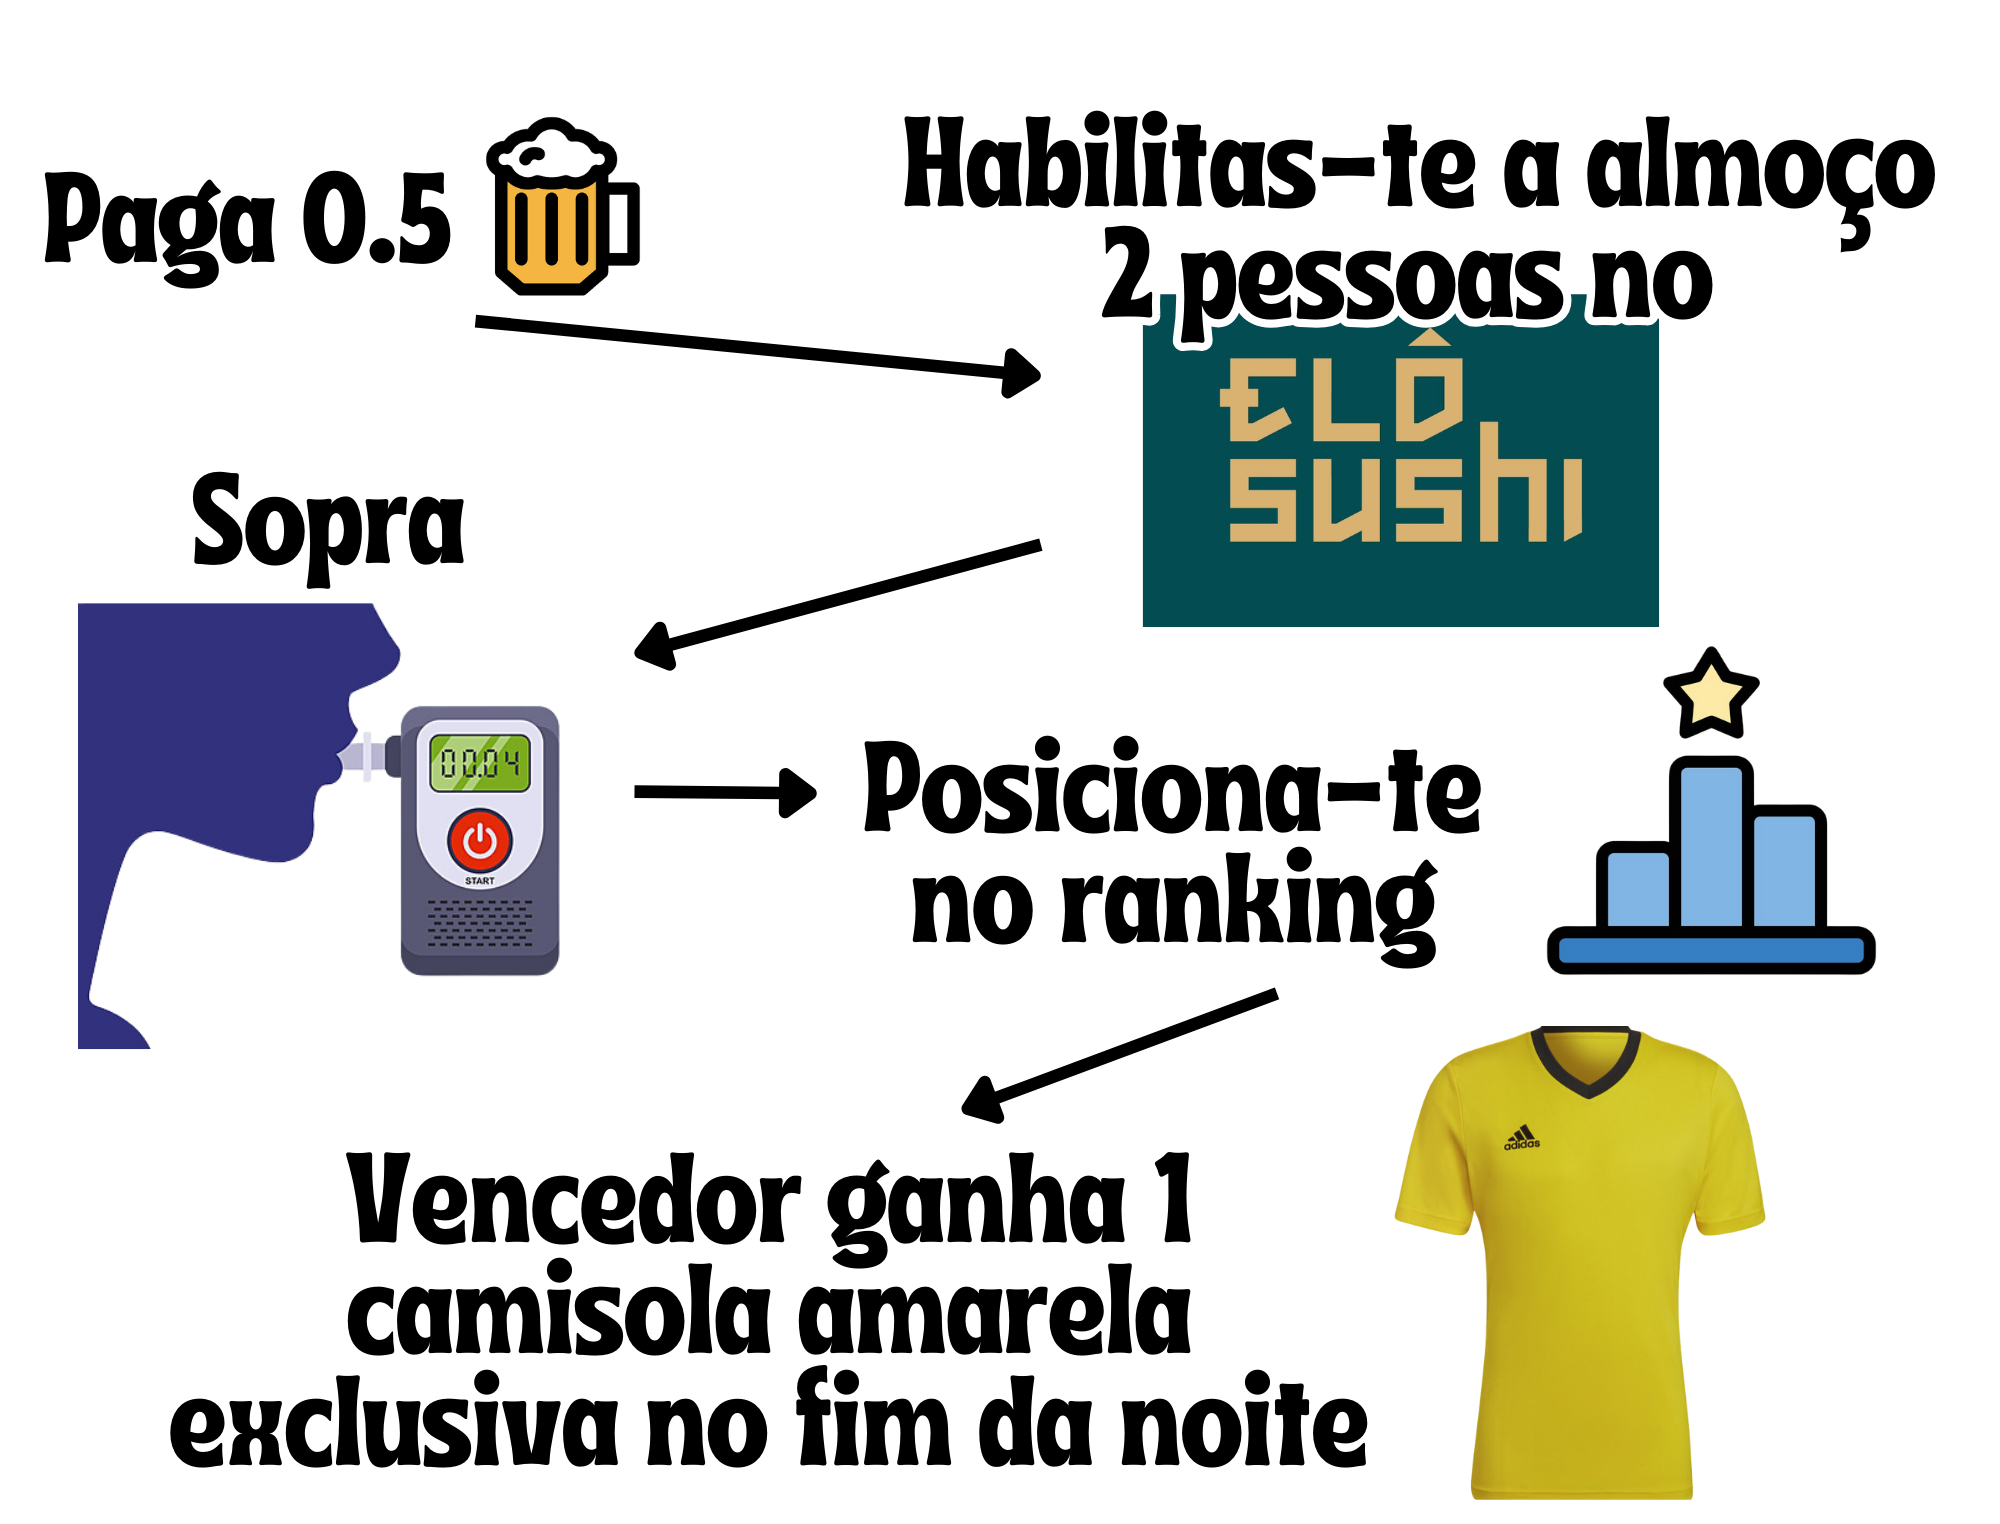 Paga 0.5
Habilitas-te a almoço
2 pessoas no
ELÔ
sushi
Sopra
00.04
START
Posiciona-te
no ranking
adidas
Vencedor ganha 1
camisola amarela
exclusiva no fim da noite